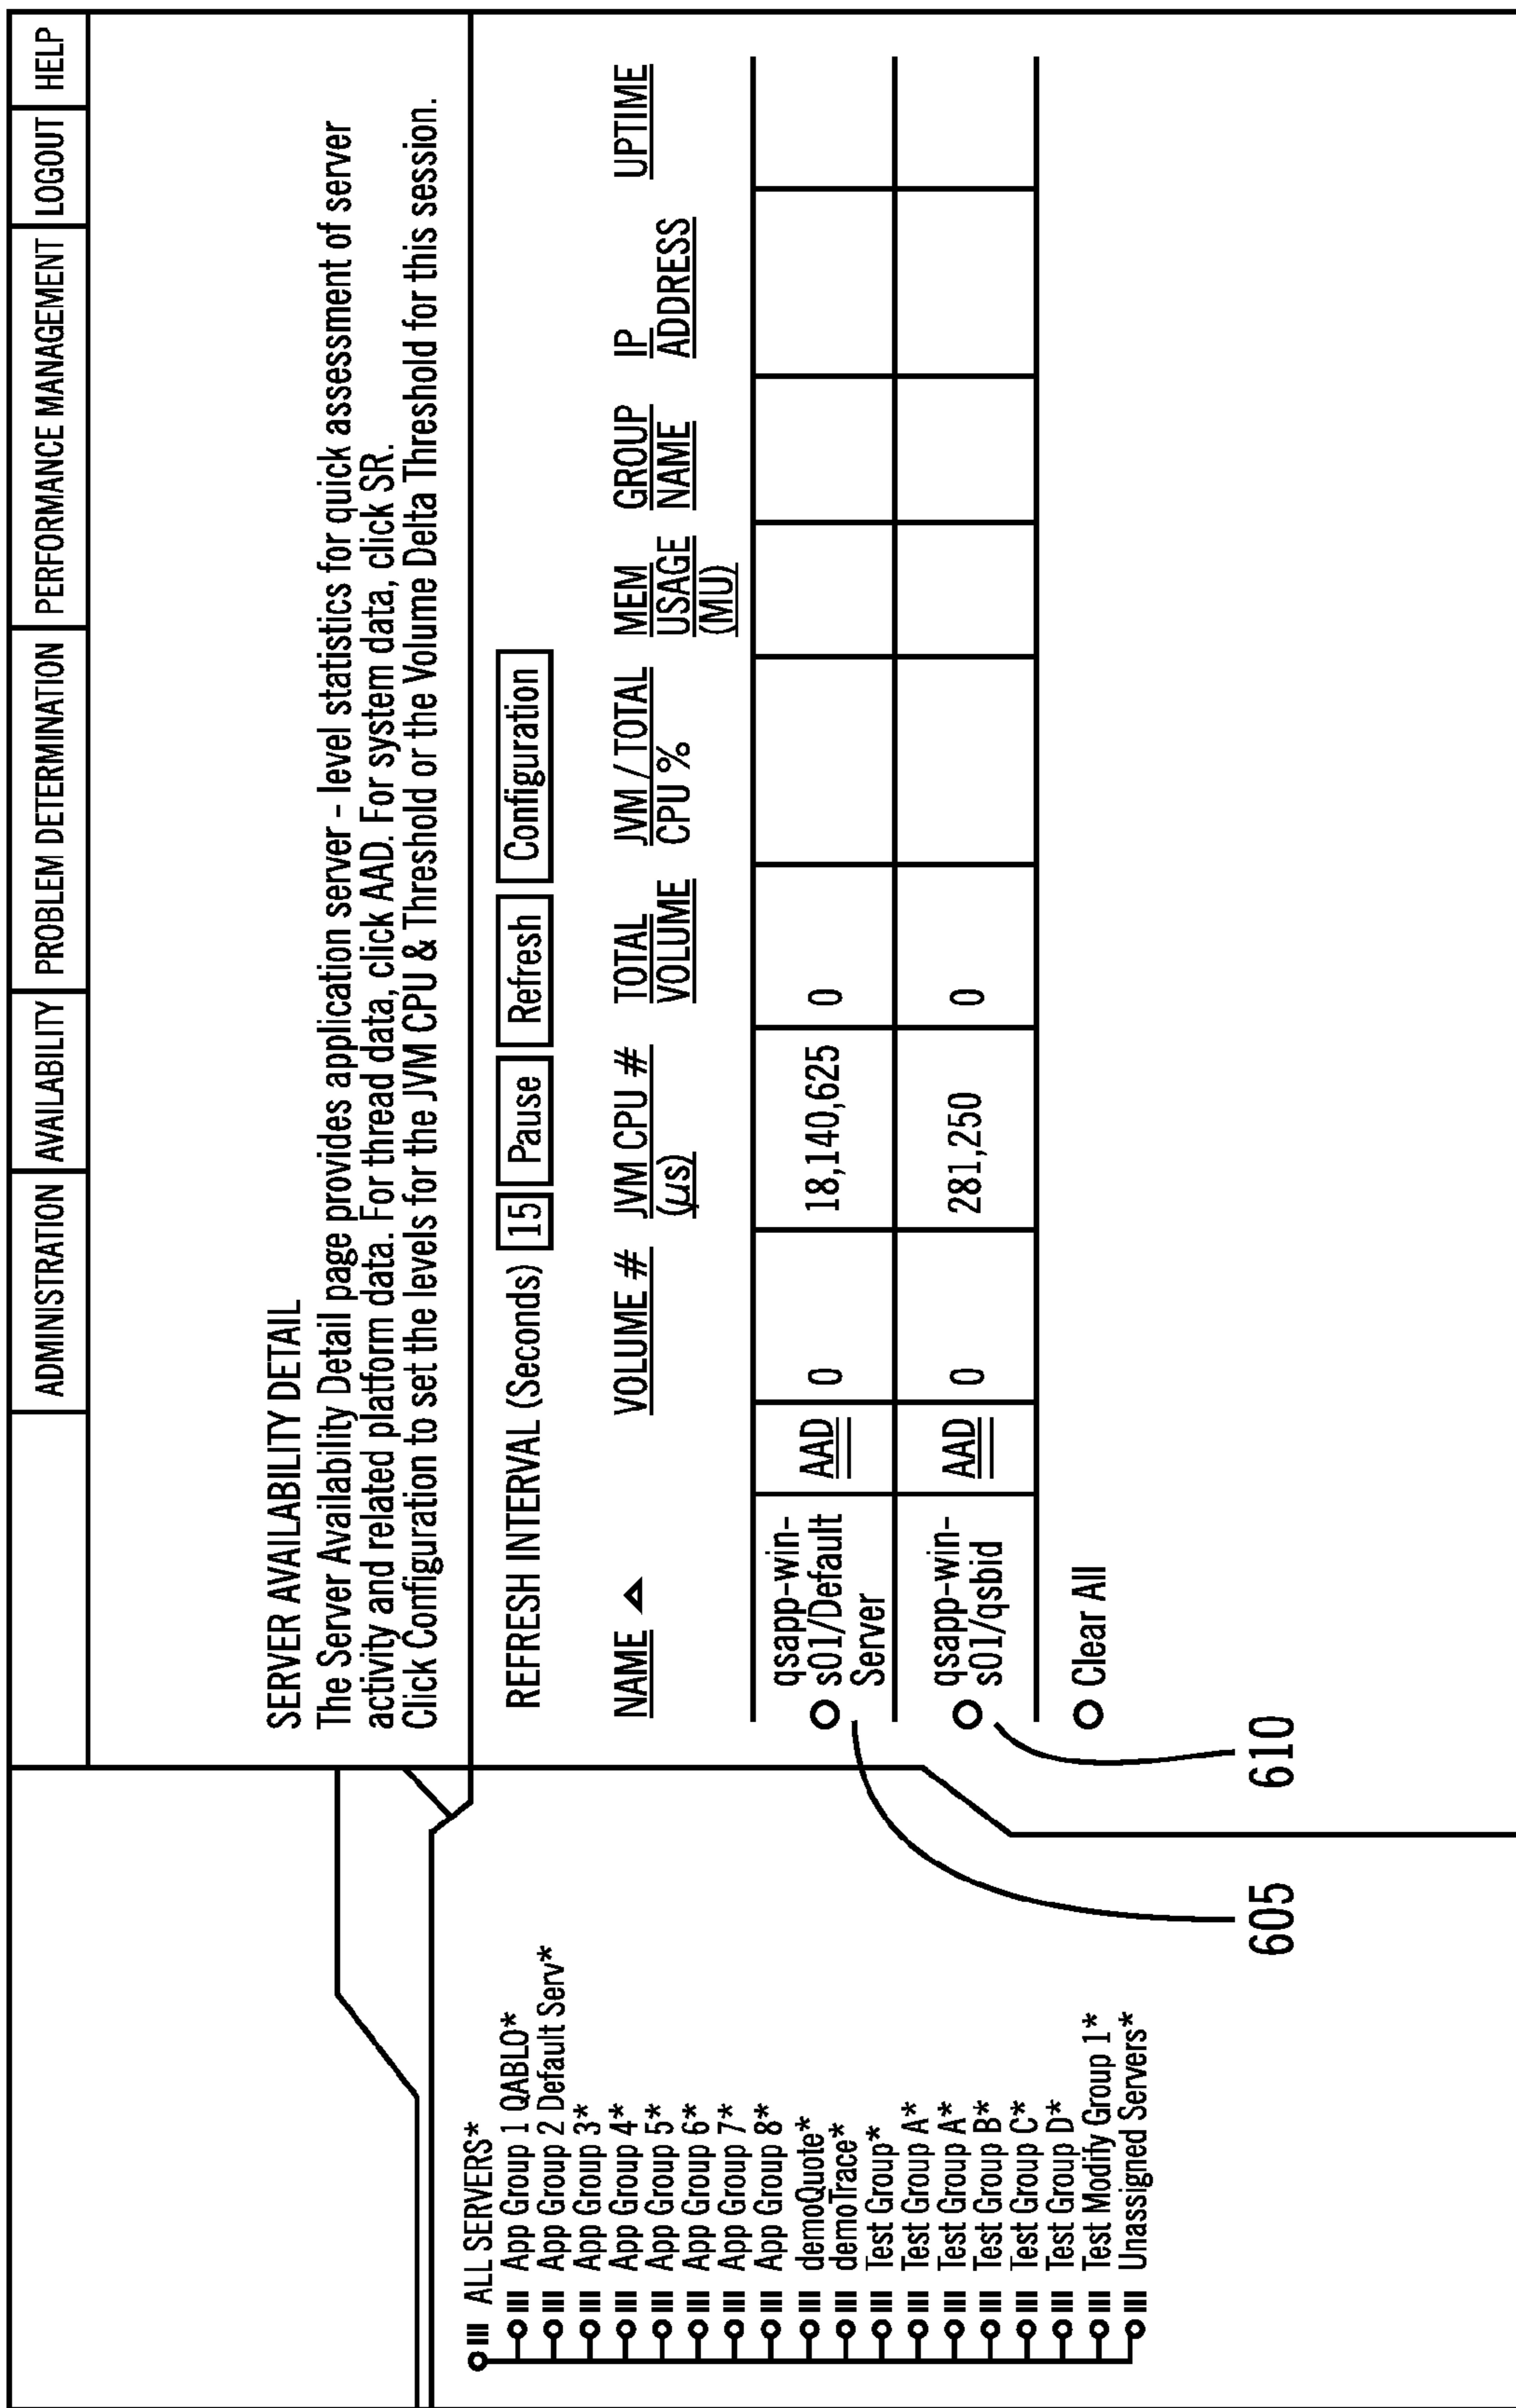 ADMINISTRATION AVAILABILITY PROBLEM DETERMINATION PERFORMANCE MANAGEMENT LOGOUT HELP
SERVER AVAILABILITY DETAIL
The Server Availability Detail page provides application server - level statistics for quick assessment of server
activity and related platform data. For thread data, click AAD. For system data, click SR.
Click Configuration to set the levels for the JVM CPU & Threshold or the Volume Delta Threshold for this session.
REFRESH INTERVAL (Seconds) 15 Pause Refresh Configuration
NAME VOLUME # JVM CPU # TOTAL JVM / TOTAL MEM GROUP IP UPTIME
(μs) VOLUME CPU % USAGE NAME ADDRESS
(MU)
qsapp-win-
s01/Default AAD 0 18,140,625 0
Server
qsapp-win-
s01/qsbid AAD 0 281,250 0
Clear All
ALL SERVERS*
App Group 1 QABLO*
App Group 2 Default Serv*
App Group 3*
App Group 4*
App Group 5*
App Group 6*
App Group 7*
App Group 8*
demoQuote*
demoTrace*
Test Group*
Test Group A*
Test Group A*
Test Group B*
Test Group C*
Test Group D*
Test Modify Group 1*
Unassigned Servers*
605
610